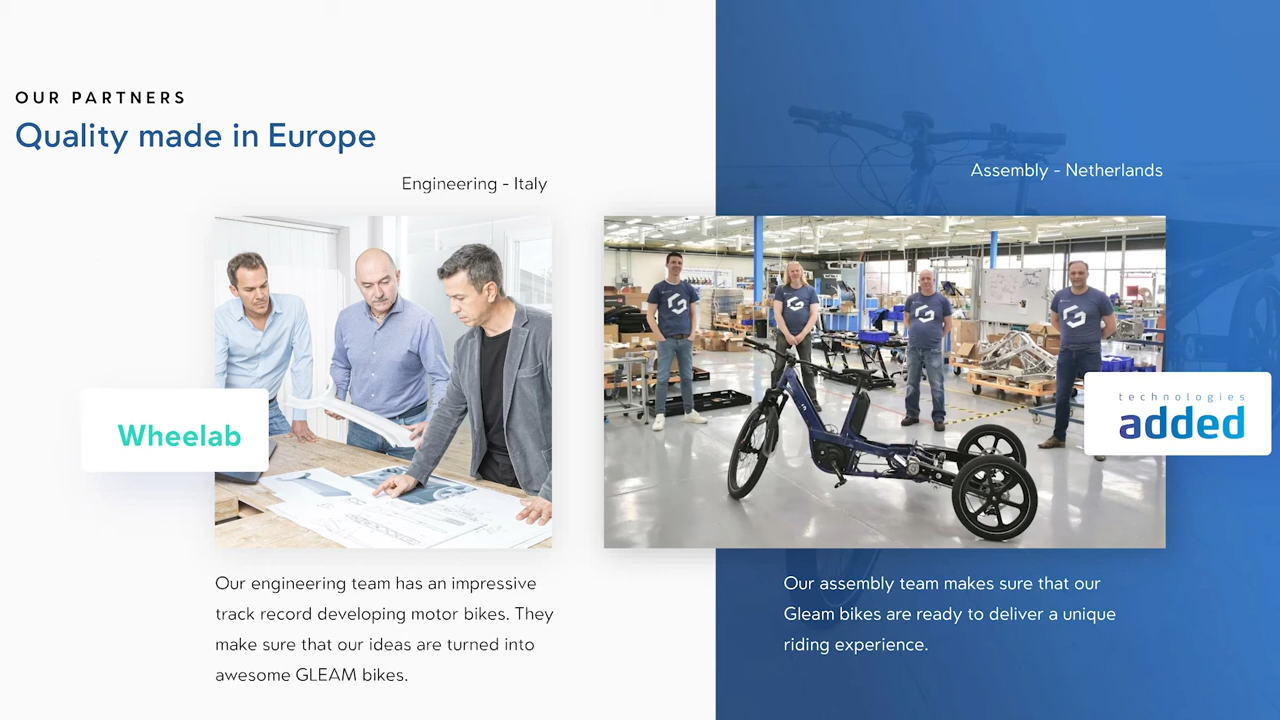 OUR PARTNERS
Quality made in Europe
Engineering - Italy
Wheelab
Our engineering team has an impressive
track record developing motor bikes. They
make sure that our ideas are turned into
awesome GLEAM bikes.
Assembly - Netherlands
technologies
added
Our assembly team makes sure that our
Gleam bikes are ready to deliver a unique
riding experience.